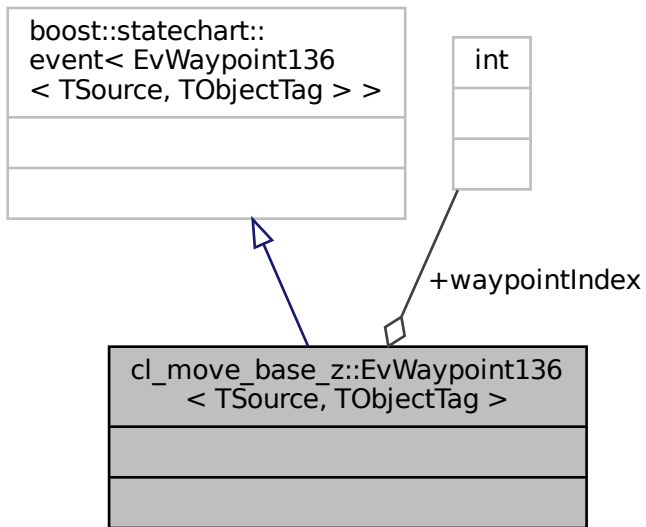 boost::statechart::
event< EvWaypoint136
< TSource, TObjectTag > >
int
+waypointIndex
cl_move_base_z::EvWaypoint136
< TSource, TObjectTag >